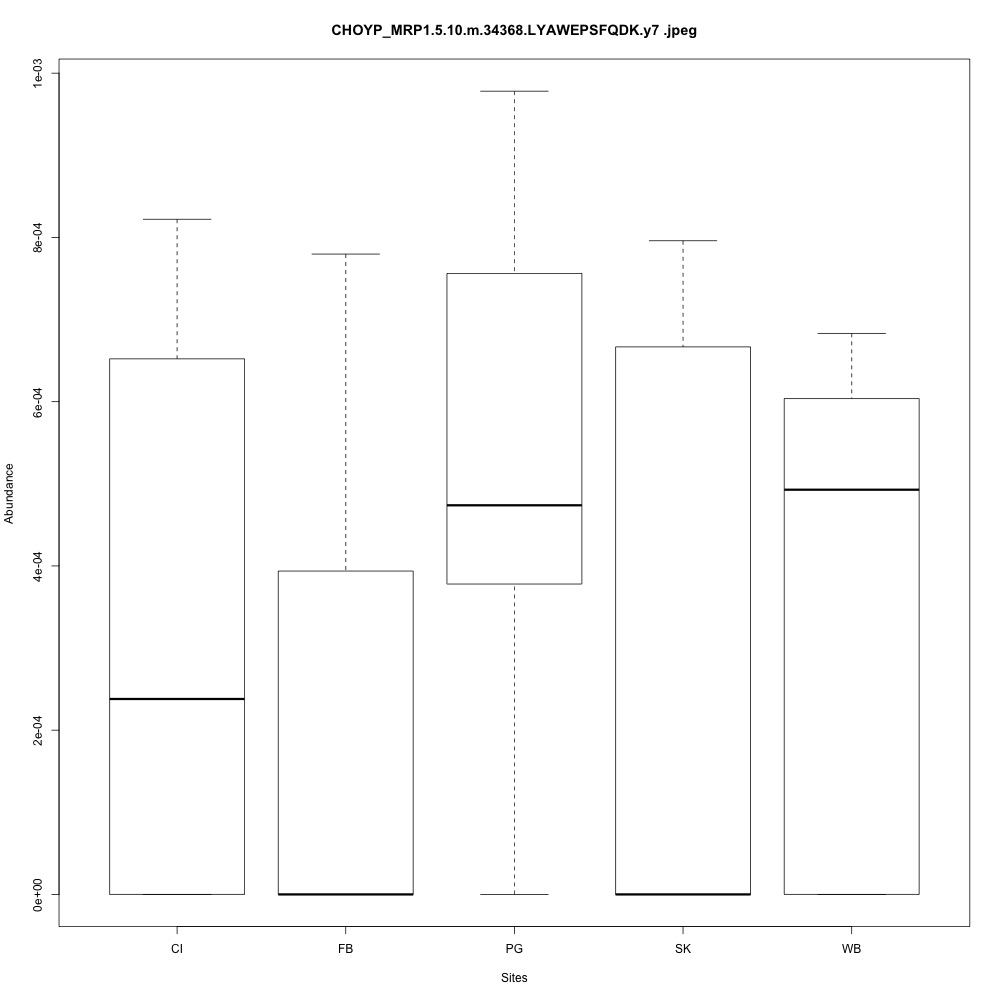 CHOYP_MRP1.5.10.m.34368.LYAWEPSFQDK.y7 .jpeg
1e-03
8e-04
6e-04
4e-04
2e-04
0e+00
Abundance
CI FB PG SK WB
Sites